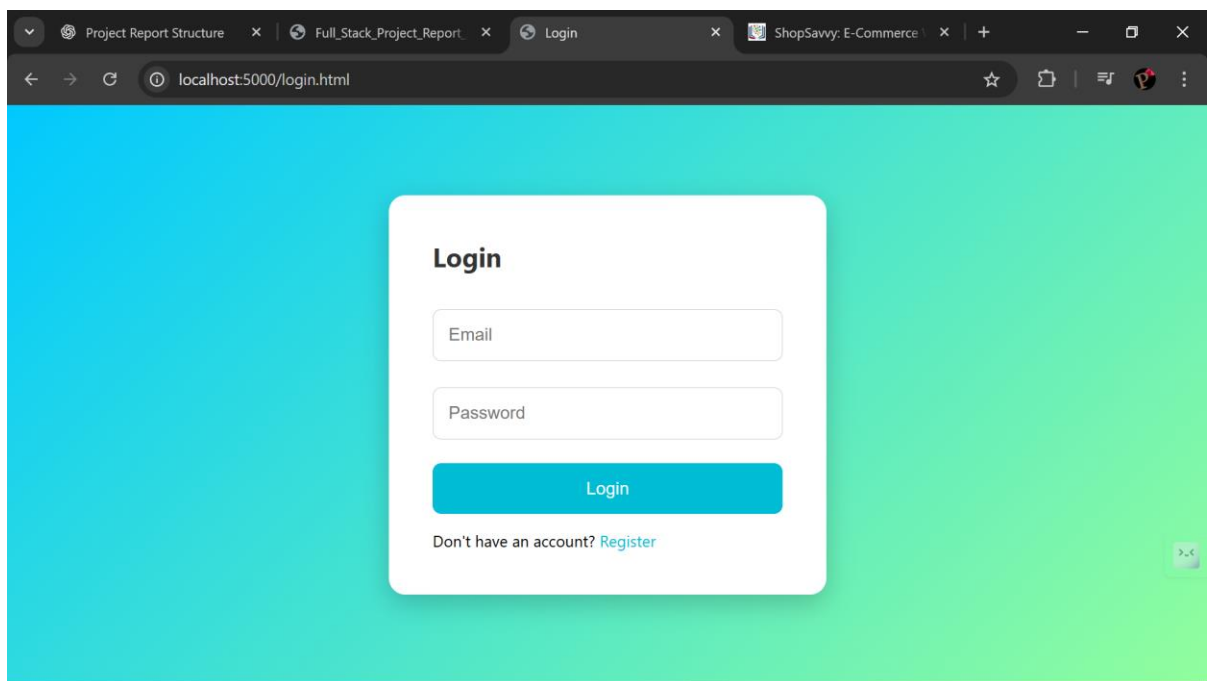 Project Report Structure
Full_Stack_Project_Report_
Login
ShopSavvy: E-Commerce
localhost:5000/login.html
Login
Email
Password
Login
Don't have an account? Register
>_<